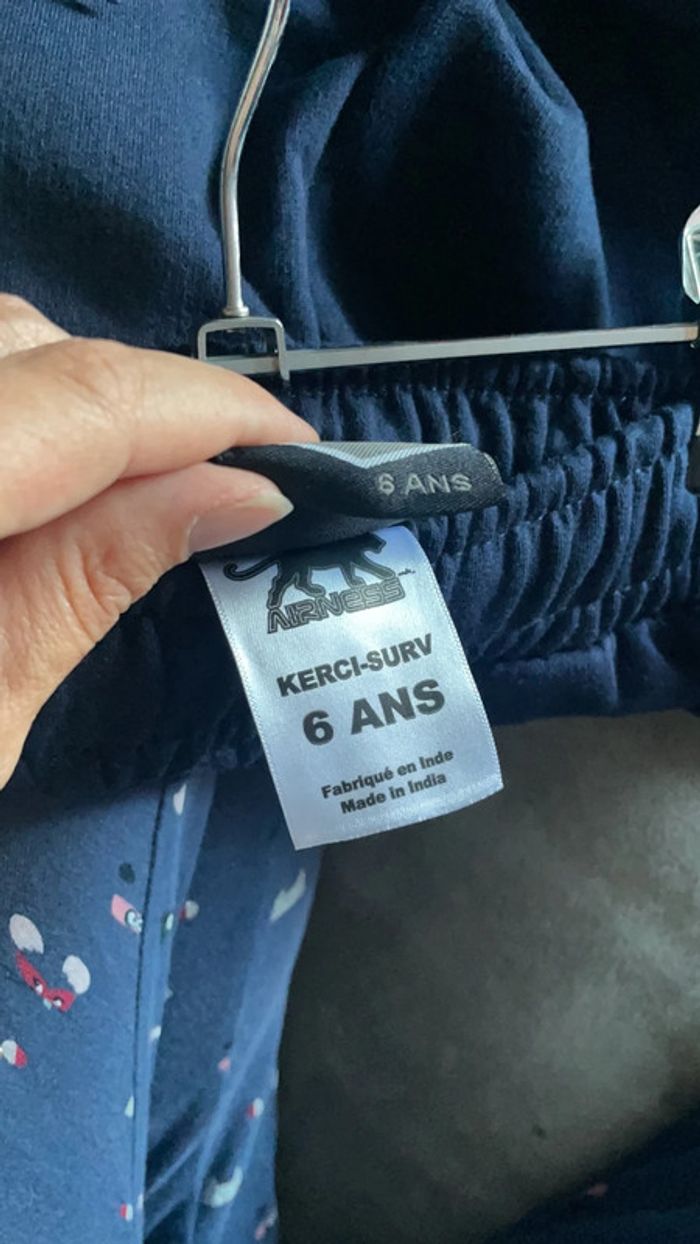 6 ANS
AIRNESS
KERCI-SURV
6 ANS
Fabriqué en Inde
Made in India